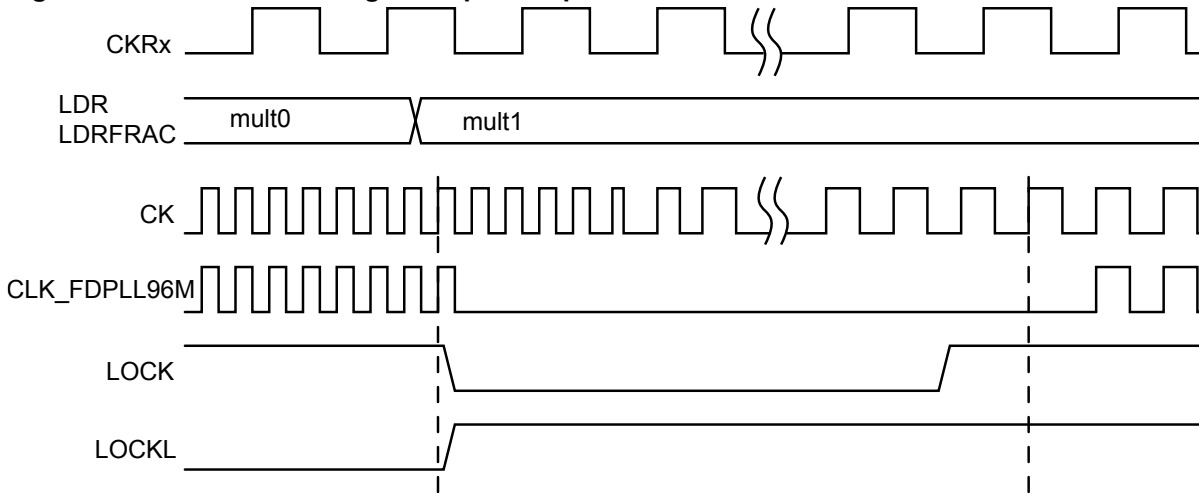 CKRx
LDR
LDRFRAC
mult0
mult1
CK
CLK_FDPLL96M
LOCK
LOCKL